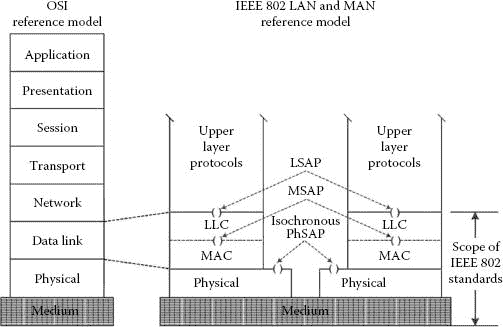 OSI
reference model
IEEE 802 LAN and MAN
reference model
Application
Presentation
Session
Transport
Network
Data link
Physical
Medium
Upper
layer
protocols
Upper
layer
protocols
LSAP
MSAP
Isochronous
PhSAP
LLC
MAC
Physical
LLC
MAC
Physical
Medium
Scope of
IEEE 802
standards